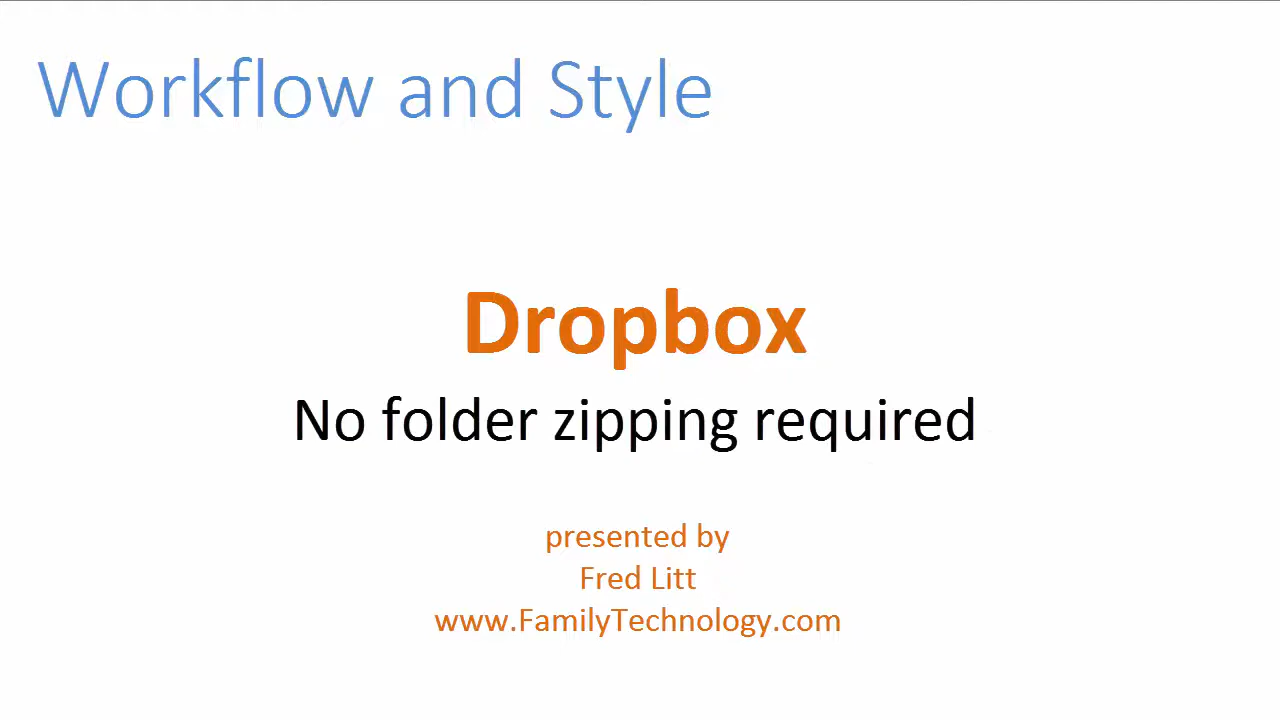 Workflow and Style
Dropbox
No folder zipping required
presented by
Fred Litt
www.FamilyTechnology.com